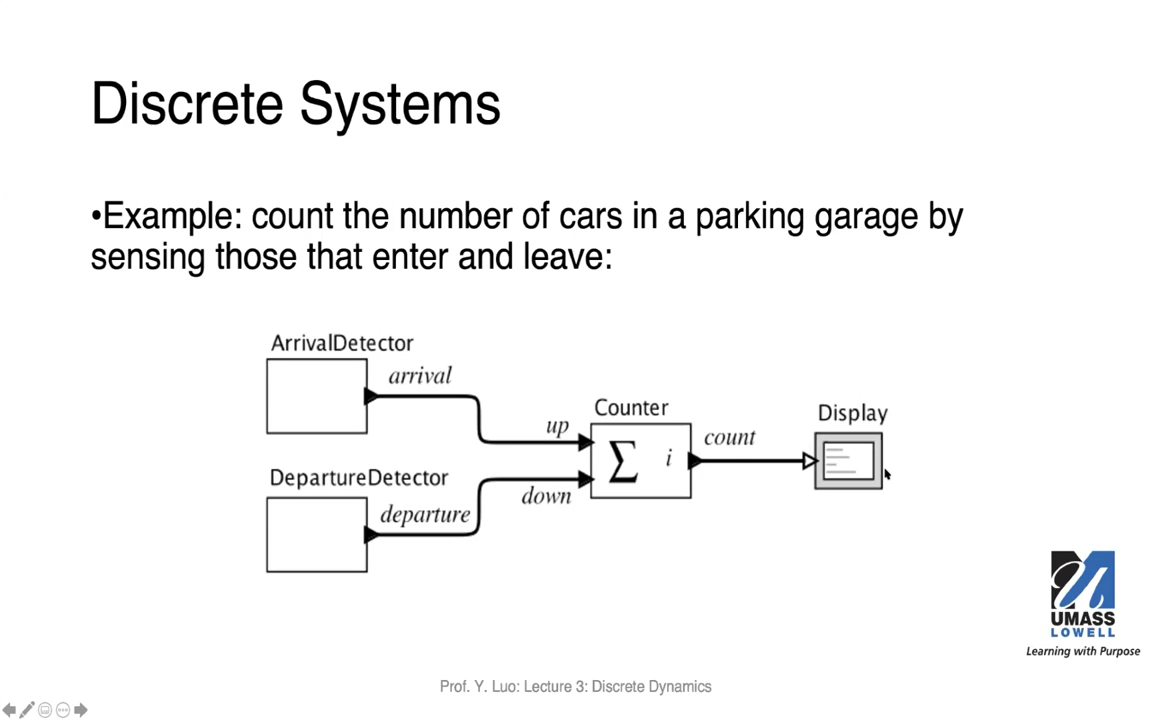 Discrete Systems
•Example: count the number of cars in a parking garage by
sensing those that enter and leave:
ArrivalDetector
arrival
up
Counter
Σ i
count
Display
DepartureDetector
departure
down
UMASS
LOWELL
Learning with Purpose
Prof. Y. Luo: Lecture 3: Discrete Dynamics